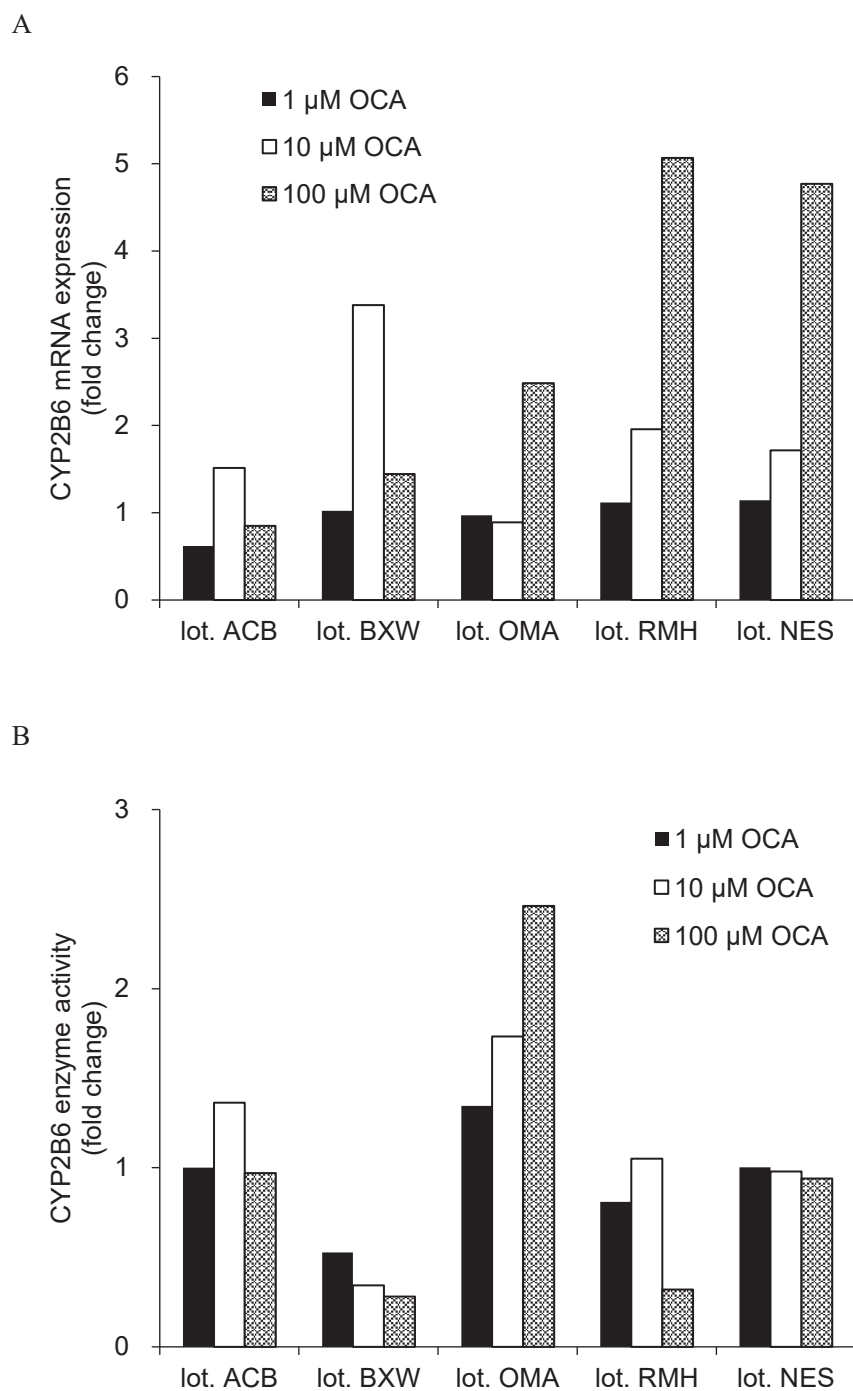 A
CYP2B6 mRNA expression
(fold change)
6
5
4
3
2
1
0
1 µM OCA
10 µM OCA
100 µM OCA
lot. ACB lot. BXW lot. OMA lot. RMH lot. NES
B
CYP2B6 enzyme activity
(fold change)
3
2
1
0
1 µM OCA
10 µM OCA
100 µM OCA
lot. ACB lot. BXW lot. OMA lot. RMH lot. NES